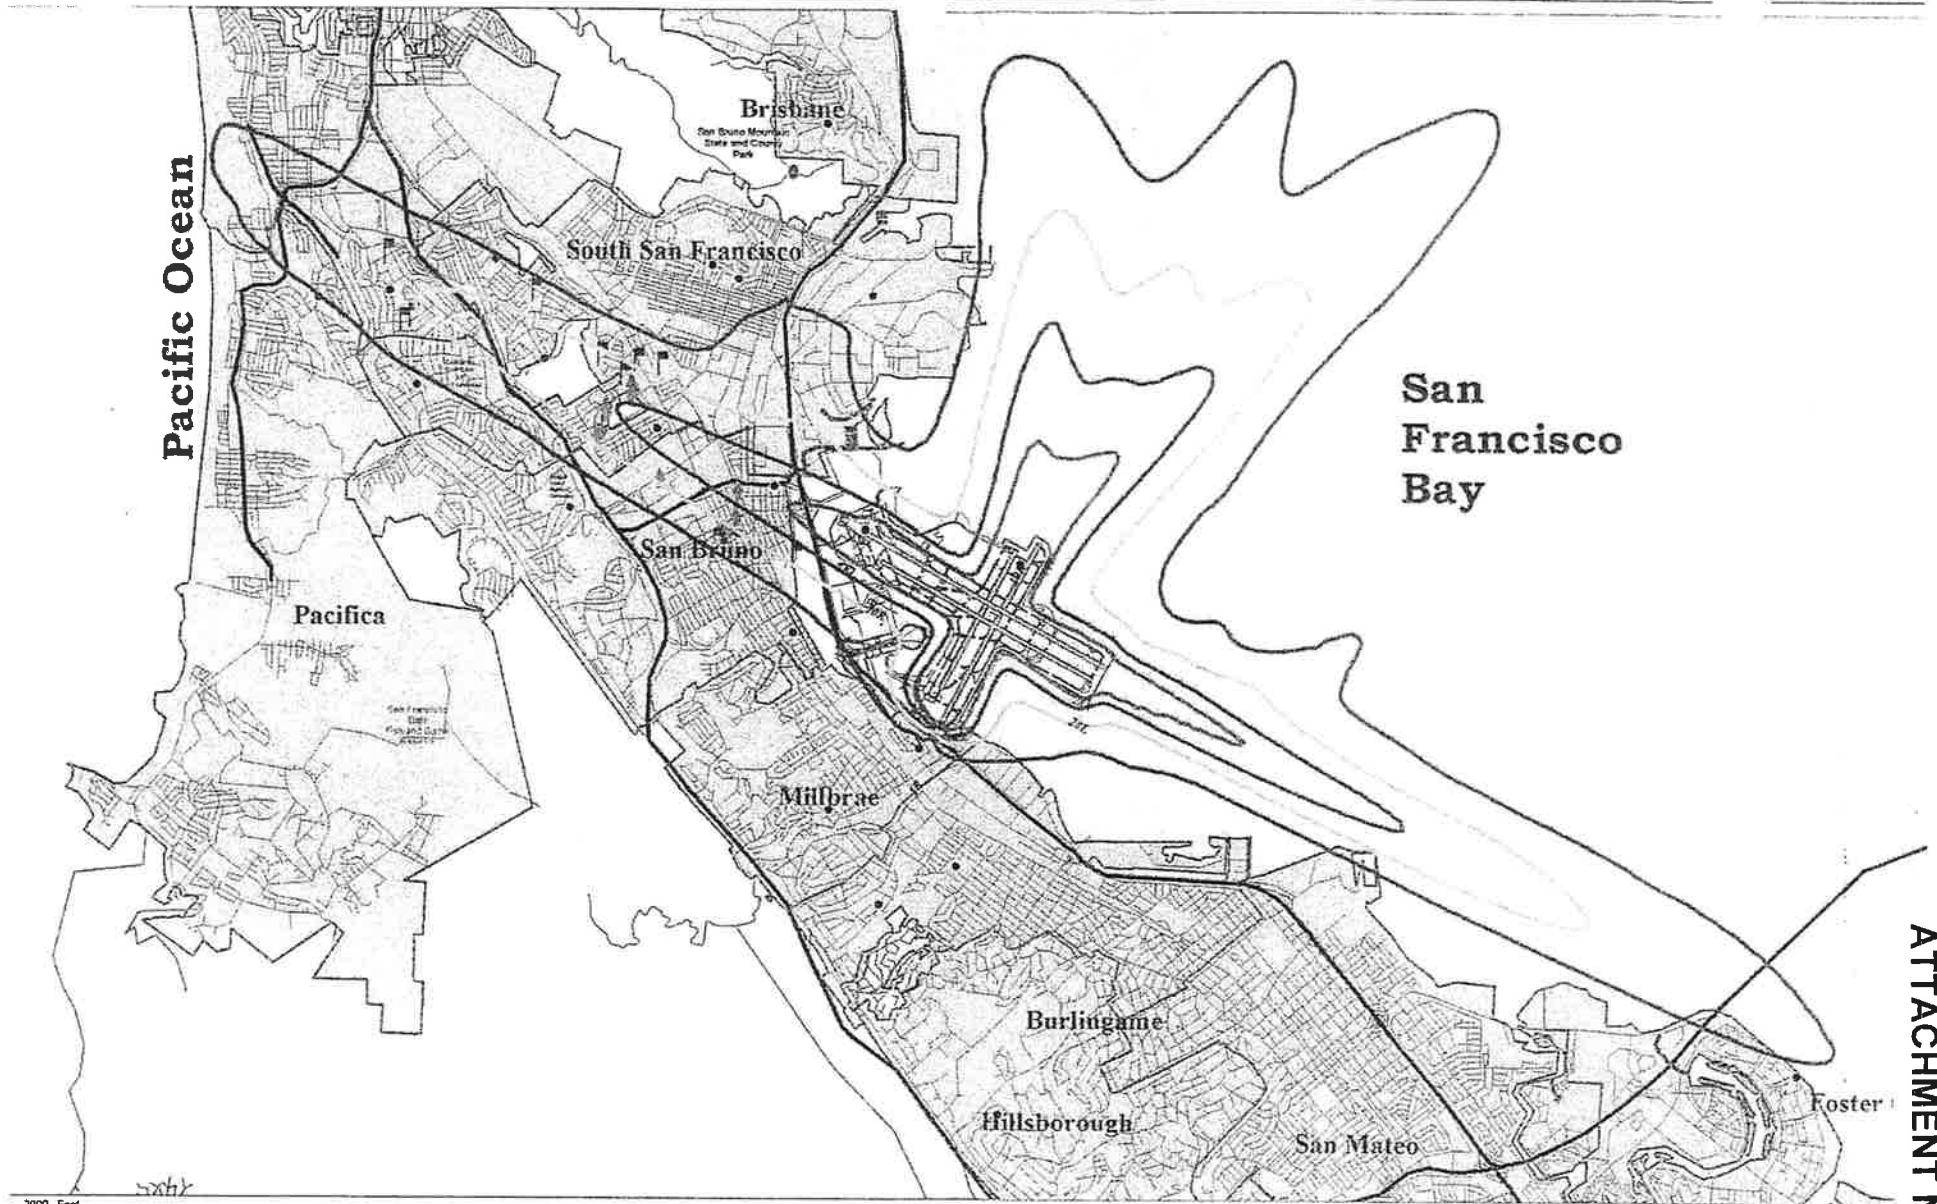 Brisbane
San Bruno Mountain
State and County
Park
Pacific Ocean
South San Francisco
San
Francisco
Bay
San Bruno
Pacifica
28L
Millbrae
Burlingame
Hillsborough
San Mateo
Foster
ATTACHMENT